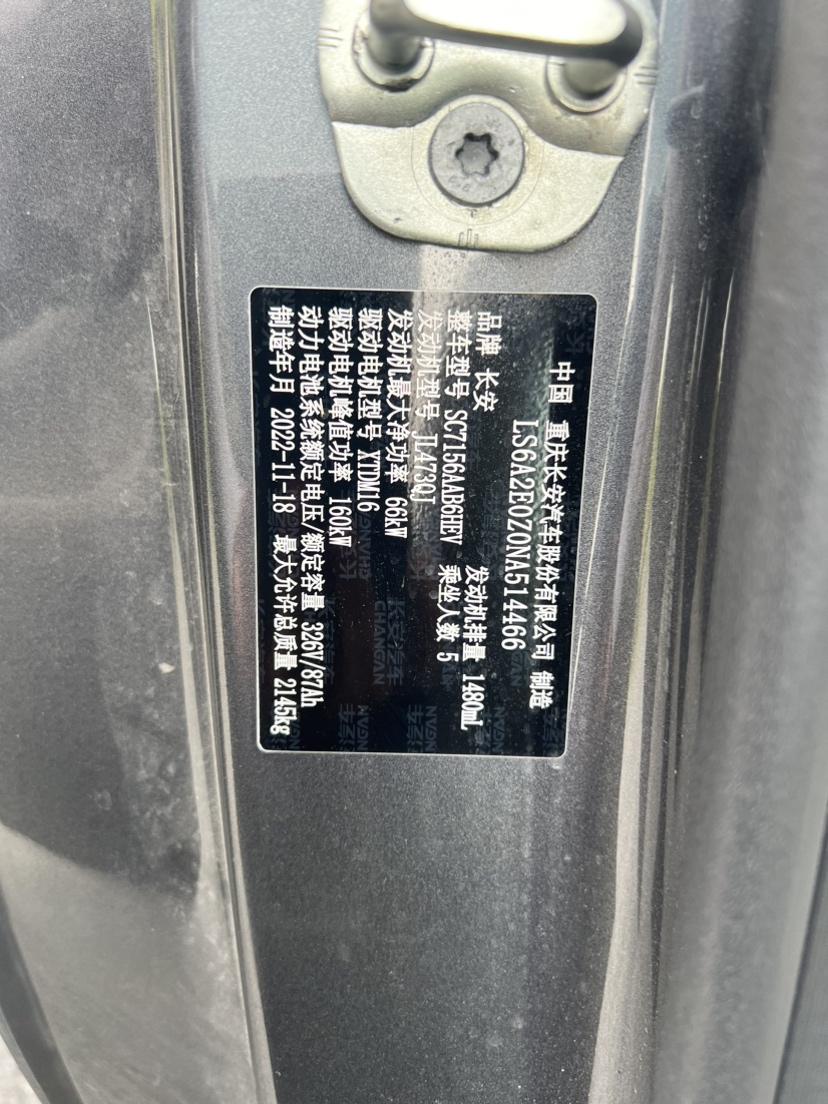 中国 重庆长安汽车股份有限公司 制造
LS6A2E0Z0NA514466
品牌 长安
整车型号 SC7156AAB6HEV 发动机排量 1480mL
发动机型号 JL473QJ 乘坐人数 5
发动机最大净功率 66kW
驱动电机型号 XTDM16
驱动电机峰值功率 160kW
动力电池系统额定电压/额定容量 326V/87Ah
制造年月 2022-11-18 最大允许总质量 2145kg
长安汽车
CHANGAN